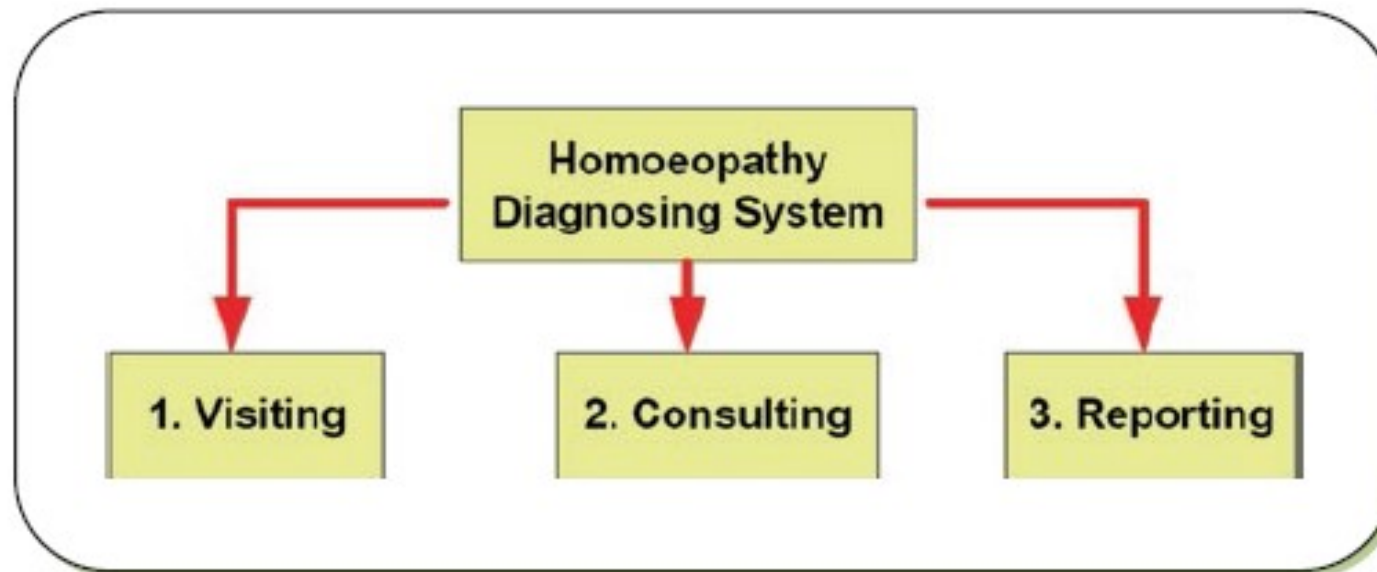 Homoeopathy
Diagnosing System
1. Visiting
2. Consulting
3. Reporting